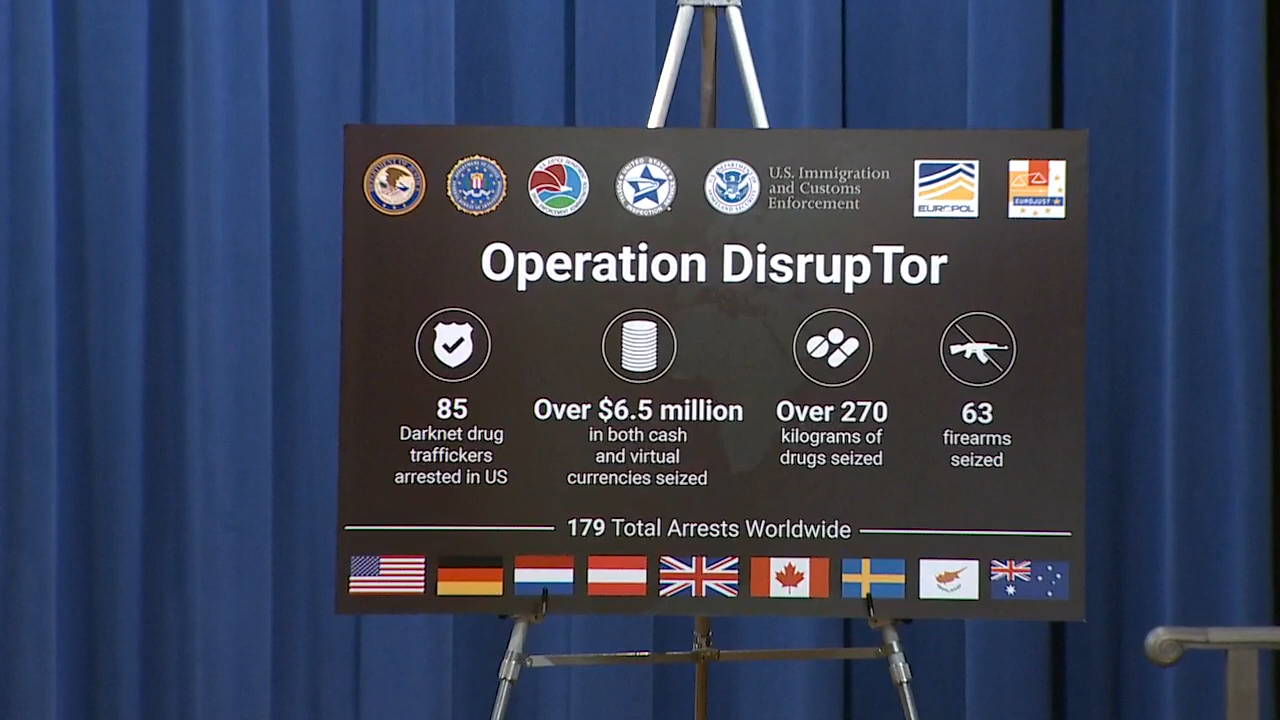 U.S. Immigration
and Customs
Enforcement
EUROPOL
EUROJUST
Operation DisrupTor
85
Darknet drug
traffickers
arrested in US
Over $6.5 million
in both cash
and virtual
currencies seized
Over 270
kilograms of
drugs seized
63
firearms
seized
179 Total Arrests Worldwide